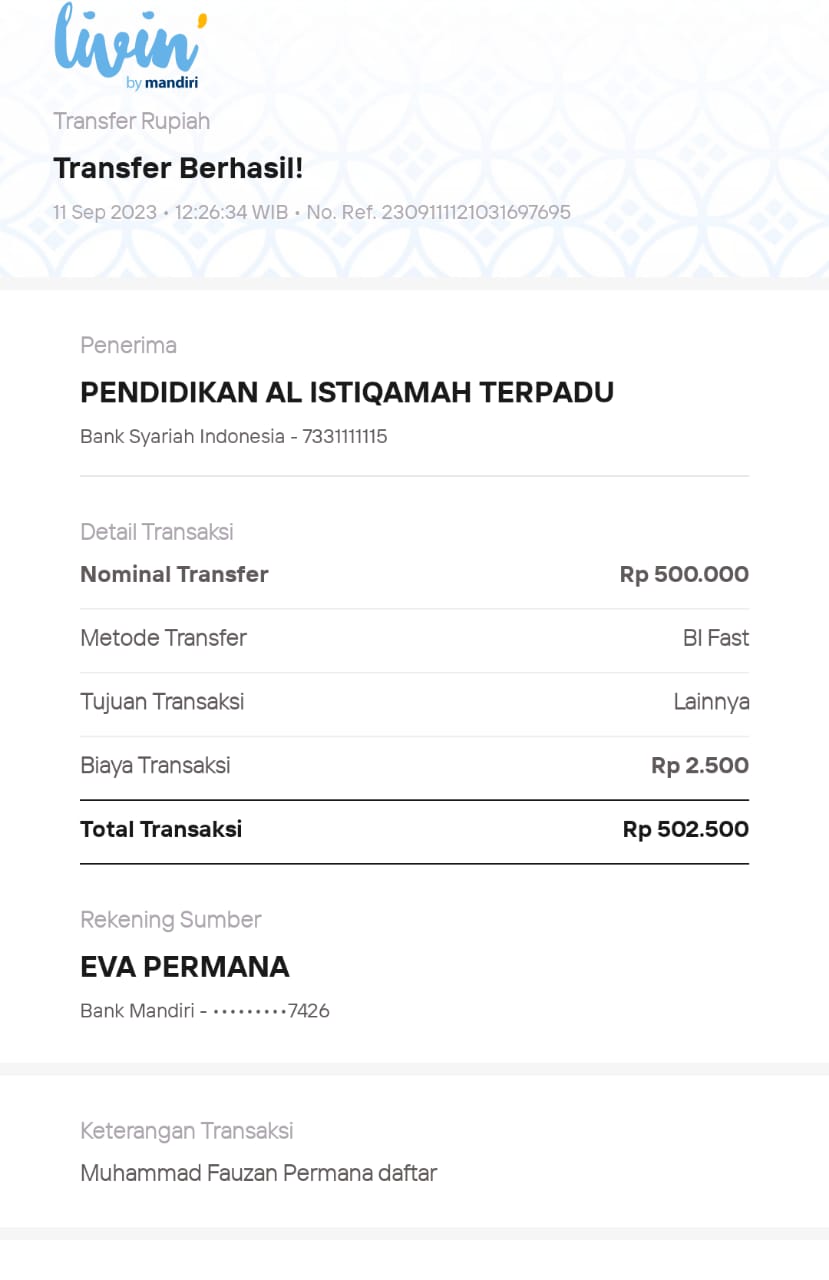 livin'
by mandiri
Transfer Rupiah
Transfer Berhasil!
11 Sep 2023 • 12:26:34 WIB • No. Ref. 2309111121031697695
Penerima
PENDIDIKAN AL ISTIQAMAH TERPADU
Bank Syariah Indonesia - 7331111115
Detail Transaksi
Nominal Transfer Rp 500.000
Metode Transfer BI Fast
Tujuan Transaksi Lainnya
Biaya Transaksi Rp 2.500
Total Transaksi Rp 502.500
Rekening Sumber
EVA PERMANA
Bank Mandiri - •••••••••7426
Keterangan Transaksi
Muhammad Fauzan Permana daftar